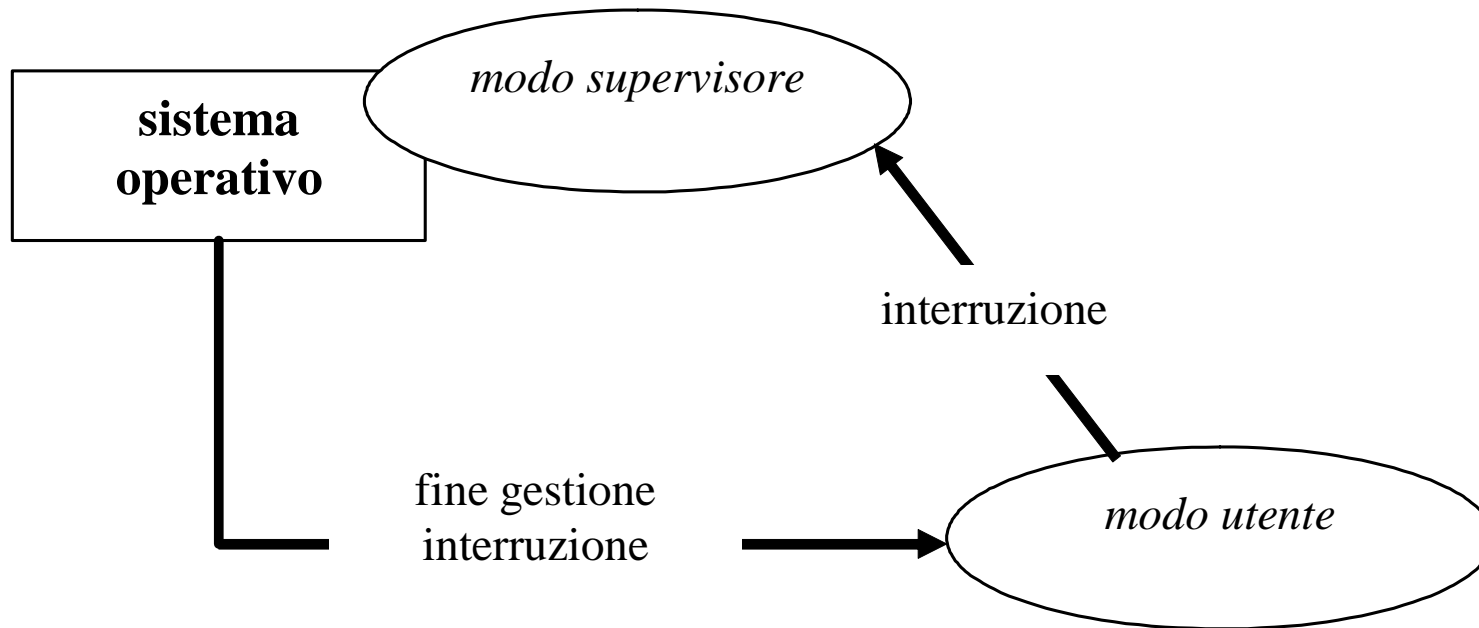 modo supervisore
sistema
operativo
interruzione
fine gestione
interruzione
modo utente